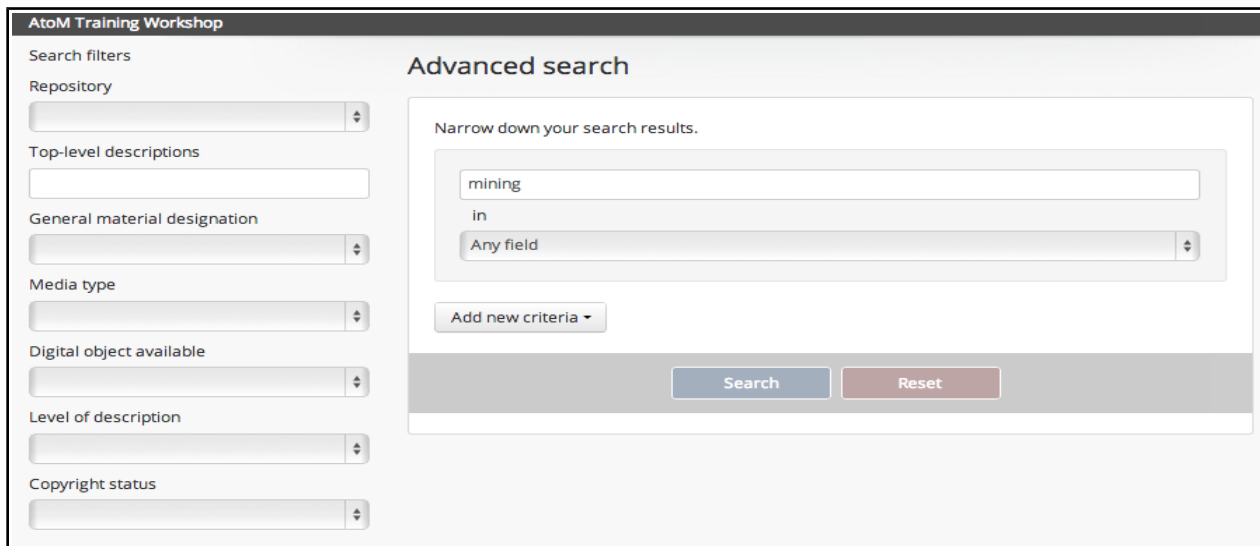 AtoM Training Workshop
Search filters
Repository
Top-level descriptions
General material designation
Media type
Digital object available
Level of description
Copyright status
Advanced search
Narrow down your search results.
mining
in
Any field
Add new criteria
Search
Reset